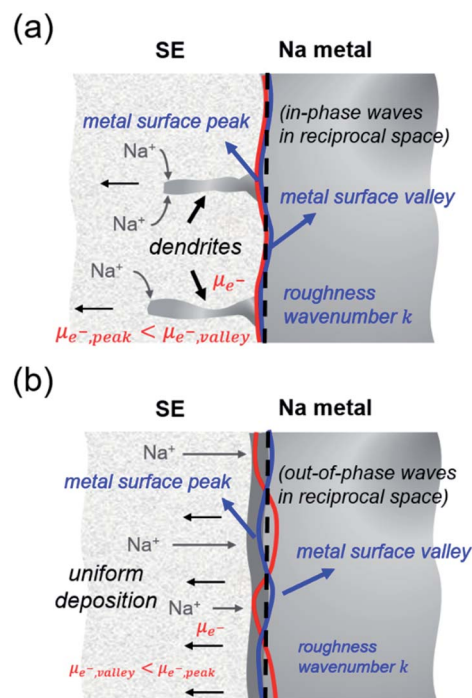 (a)
SE Na metal
metal surface peak
(in-phase waves
in reciprocal space)
Na⁺
Na⁺
metal surface valley
dendrites
Na⁺
μₑ₋
roughness
wavenumber k
μₑ₋,peak < μₑ₋,valley
(b)
SE Na metal
Na⁺
(out-of-phase waves
in reciprocal space)
metal surface peak
Na⁺
metal surface valley
uniform
deposition
Na⁺
μₑ₋
roughness
wavenumber k
μₑ₋,valley < μₑ₋,peak